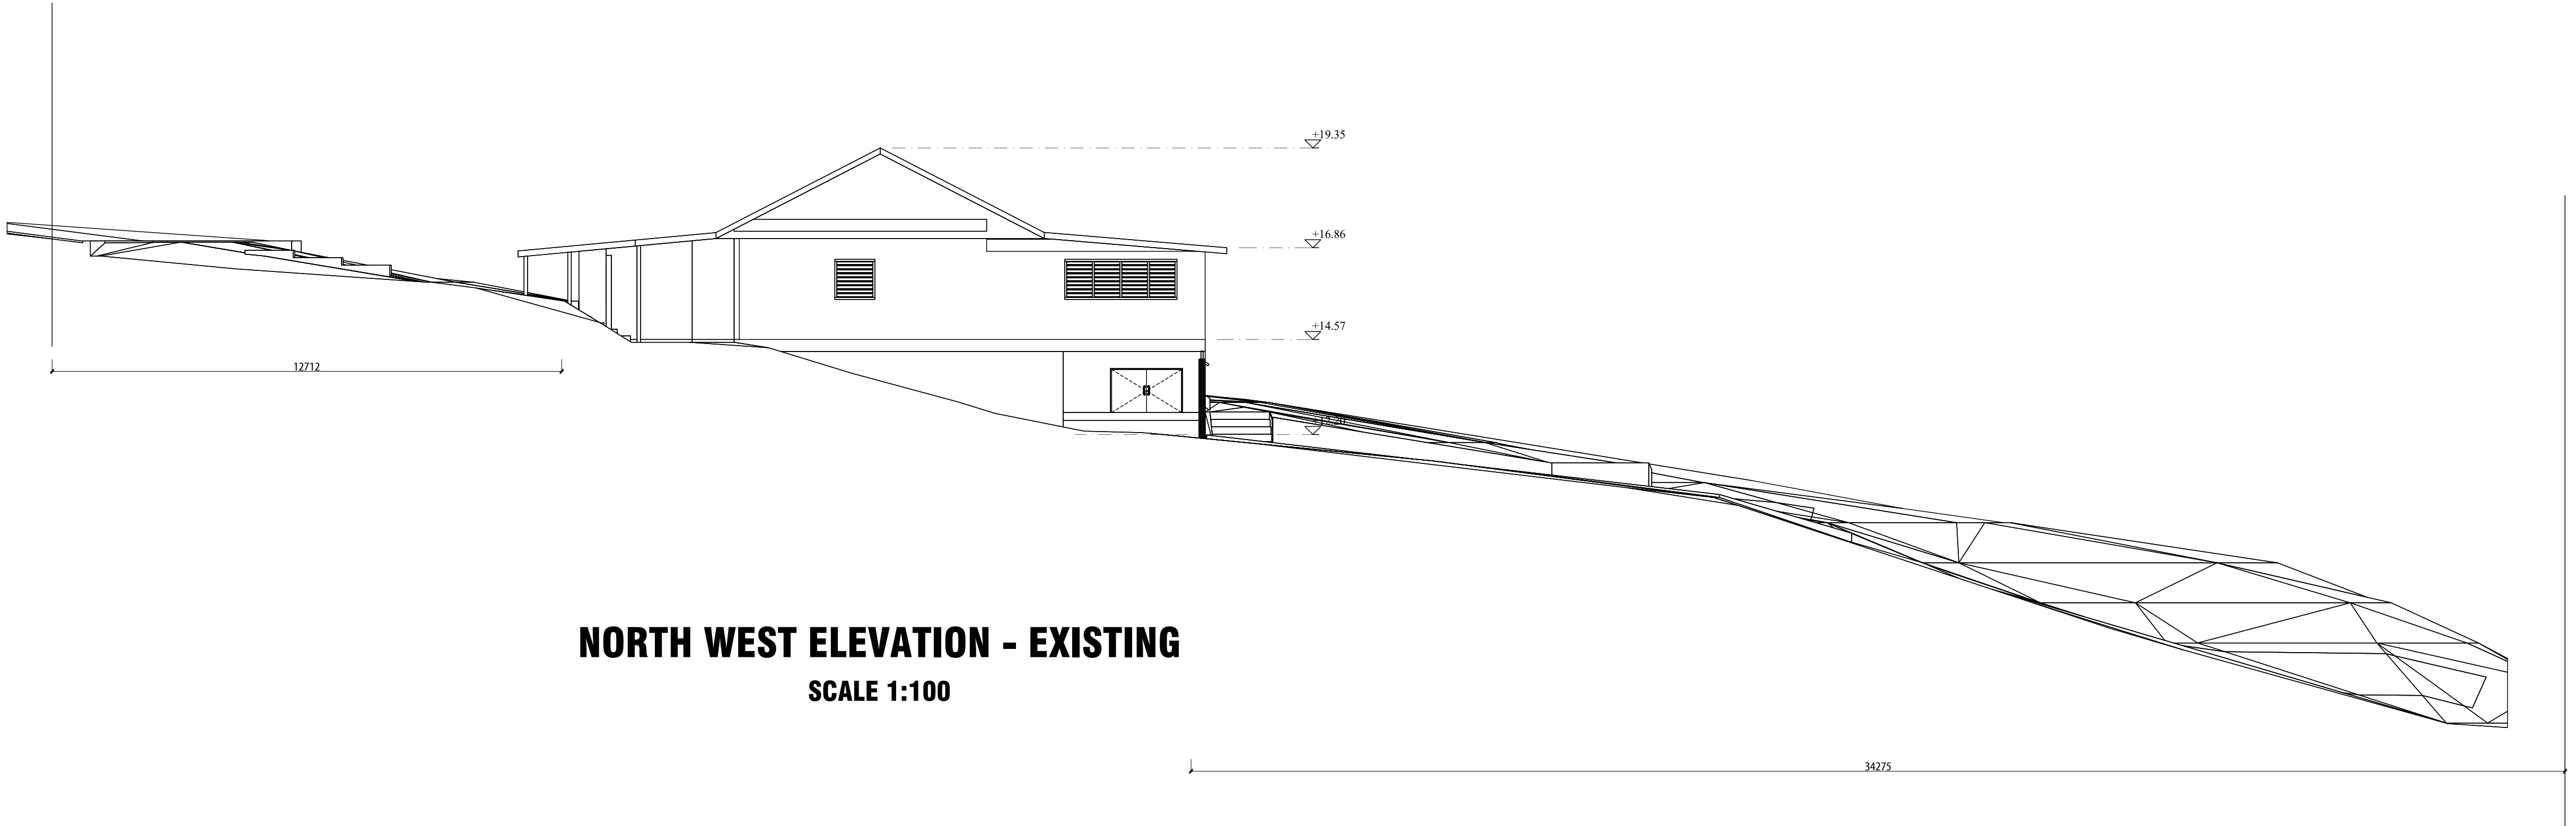 +19.35
+16.86
+14.57
12712
NORTH WEST ELEVATION - EXISTING
SCALE 1:100
34275